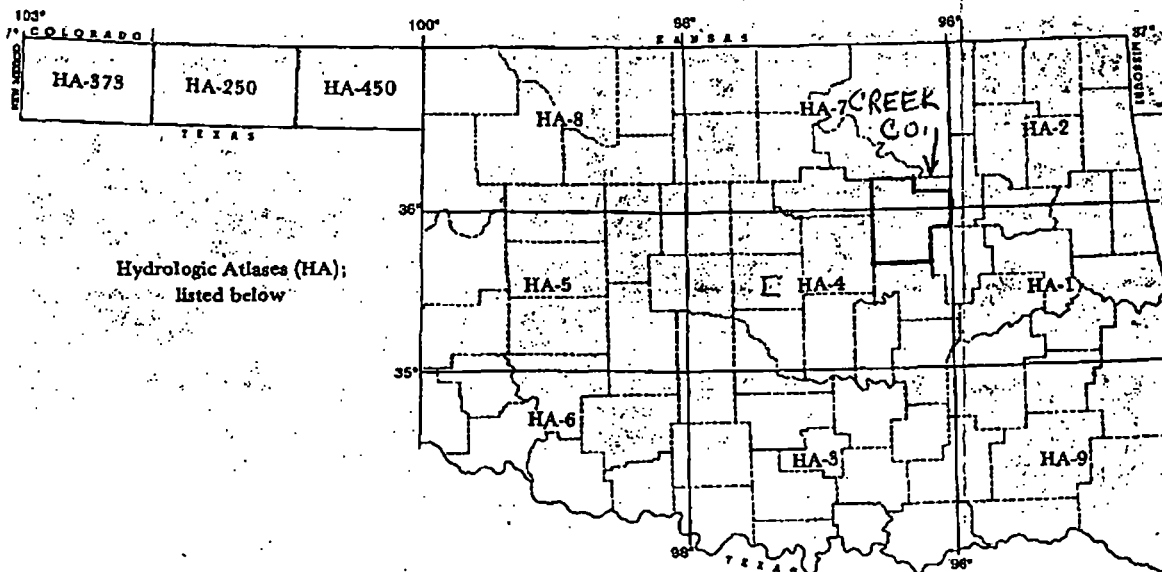 103°
100°
98°
96°
7° COLORADO
KANSAS
37°
NEW MEXICO
MISSOURI
HA-373
HA-250
HA-450
HA-8
HA-7
CREEK
CO.
HA-2
TEXAS
36°
Hydrologic Atlases (HA);
listed below
HA-5
E
HA-4
HA-1
35°
HA-6
HA-3
HA-9
98°
96°
TEXAS